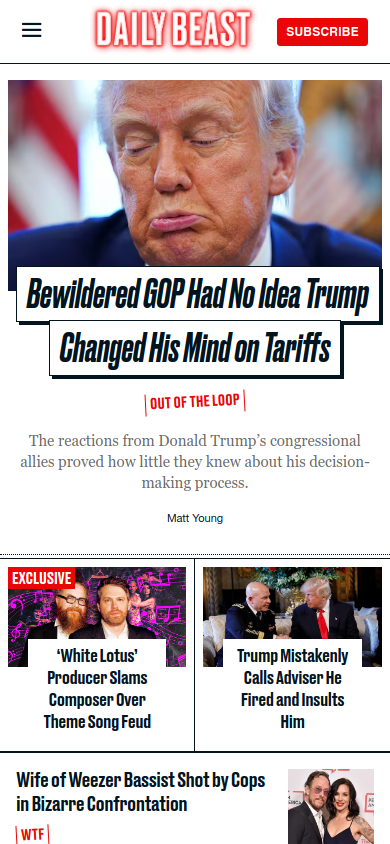 DAILY BEAST
SUBSCRIBE
Bewildered GOP Had No Idea Trump
Changed His Mind on Tariffs
OUT OF THE LOOP
The reactions from Donald Trump’s congressional
allies proved how little they knew about his decision-
making process.
Matt Young
EXCLUSIVE
‘White Lotus’
Producer Slams
Composer Over
Theme Song Feud
Trump Mistakenly
Calls Adviser He
Fired and Insults
Him
Wife of Weezer Bassist Shot by Cops
in Bizarre Confrontation
WTF